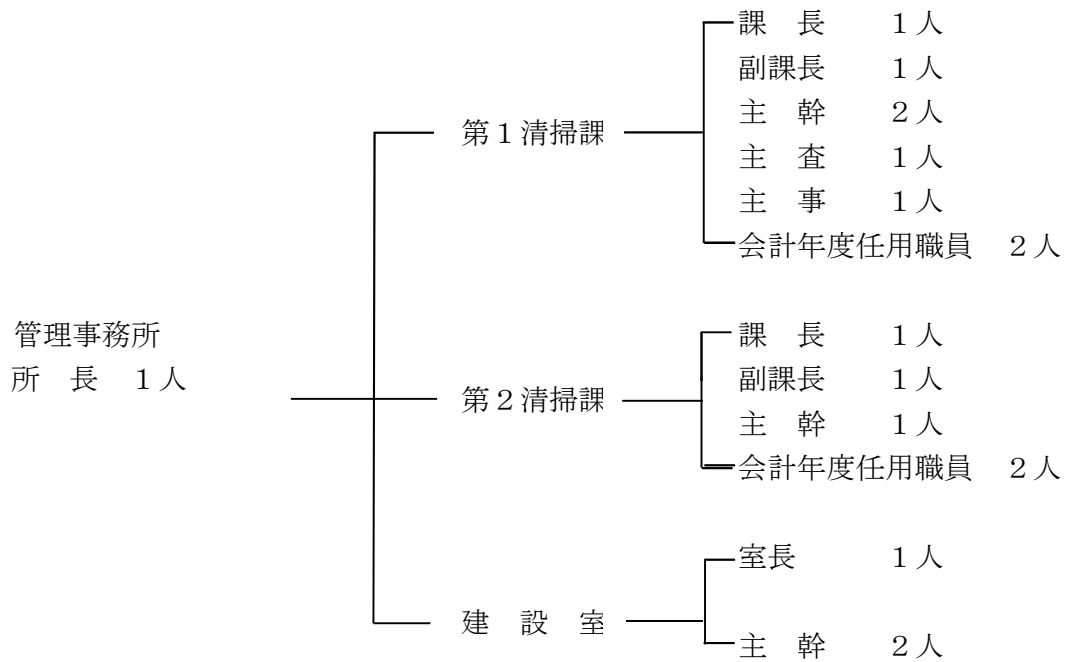 管理事務所
所　長　１人
第１清掃課
課　長　１人
副課長　１人
主　幹　２人
主　査　１人
主　事　１人
会計年度任用職員　２人
第２清掃課
課　長　１人
副課長　１人
主　幹　１人
会計年度任用職員　２人
建　設　室
室長　１人
主　幹　２人